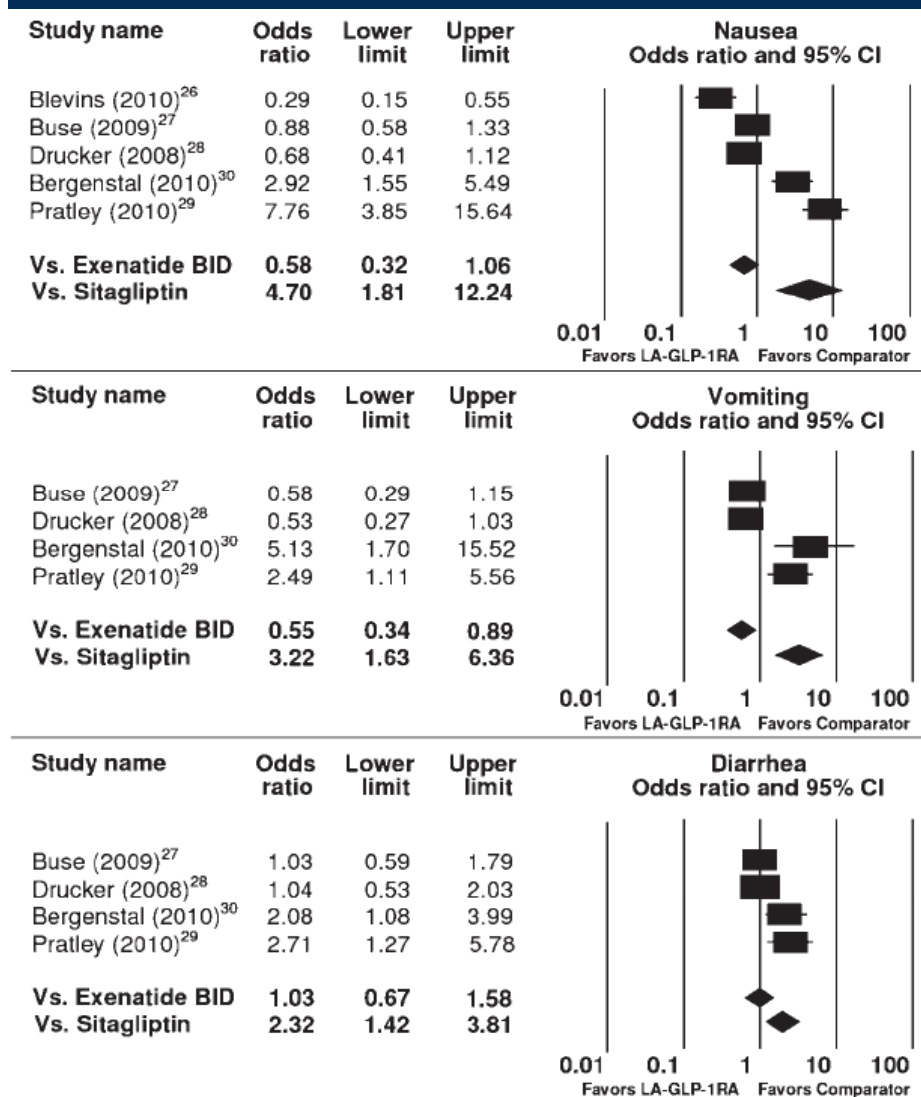 Study name Odds ratio Lower limit Upper limit Nausea
Odds ratio and 95% CI
Blevins (2010)26 0.29 0.15 0.55
Buse (2009)27 0.88 0.58 1.33
Drucker (2008)28 0.68 0.41 1.12
Bergenstal (2010)30 2.92 1.55 5.49
Pratley (2010)29 7.76 3.85 15.64
Vs. Exenatide BID 0.58 0.32 1.06
Vs. Sitagliptin 4.70 1.81 12.24
0.01 0.1 1 10 100
Favors LA-GLP-1RA Favors Comparator
Study name Odds ratio Lower limit Upper limit Vomiting
Odds ratio and 95% CI
Buse (2009)27 0.58 0.29 1.15
Drucker (2008)28 0.53 0.27 1.03
Bergenstal (2010)30 5.13 1.70 15.52
Pratley (2010)29 2.49 1.11 5.56
Vs. Exenatide BID 0.55 0.34 0.89
Vs. Sitagliptin 3.22 1.63 6.36
0.01 0.1 1 10 100
Favors LA-GLP-1RA Favors Comparator
Study name Odds ratio Lower limit Upper limit Diarrhea
Odds ratio and 95% CI
Buse (2009)27 1.03 0.59 1.79
Drucker (2008)28 1.04 0.53 2.03
Bergenstal (2010)30 2.08 1.08 3.99
Pratley (2010)29 2.71 1.27 5.78
Vs. Exenatide BID 1.03 0.67 1.58
Vs. Sitagliptin 2.32 1.42 3.81
0.01 0.1 1 10 100
Favors LA-GLP-1RA Favors Comparator